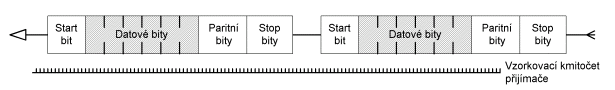 Start bit
Datové bity
Paritní bity
Stop bity
Start bit
Datové bity
Paritní bity
Stop bity
Vzorkovací kmitočet
přijímače